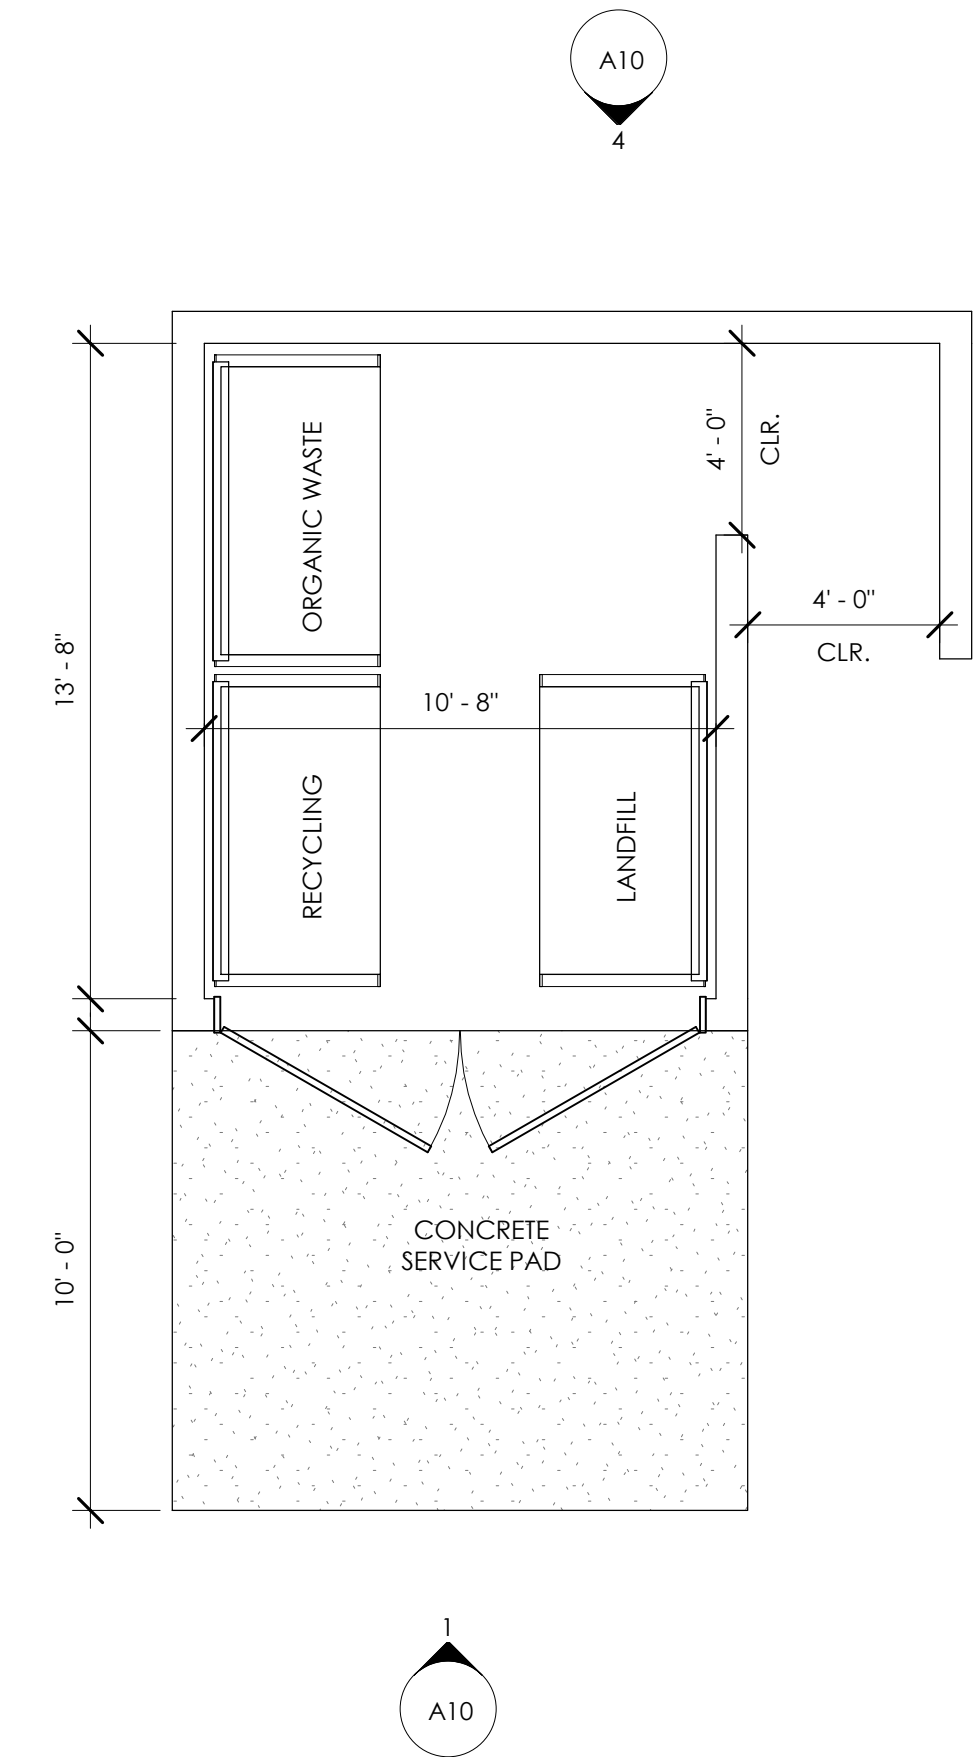 A10
4
4' - 0"
CLR.
ORGANIC WASTE
4' - 0"
CLR.
13' - 8"
10' - 8"
RECYCLING
LANDFILL
CONCRETE
SERVICE PAD
10' - 0"
1
A10